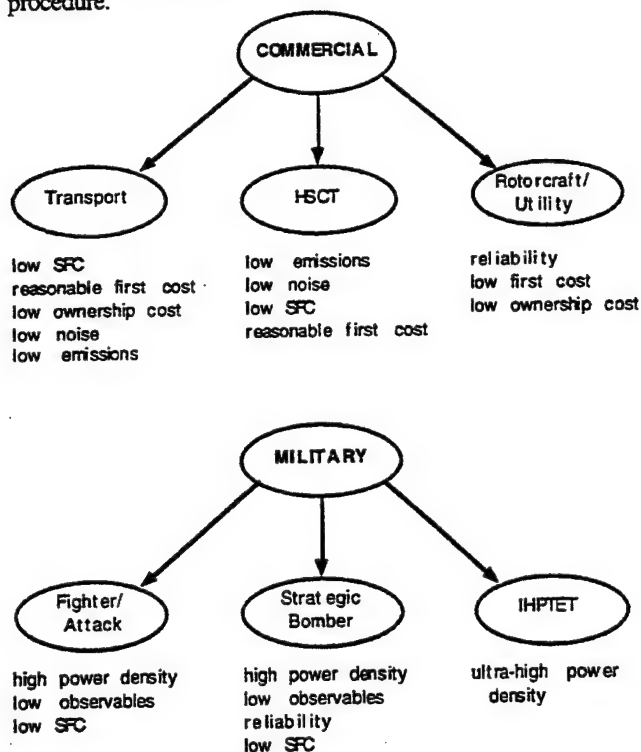 procedure.
COMMERCIAL
Transport
HSCT
Rotorcraft/
Utility
low SFC
reasonable first cost
low ownership cost
low noise
low emissions
low emissions
low noise
low SFC
reasonable first cost
reliability
low first cost
low ownership cost
MILITARY
Fighter/
Attack
Strategic
Bomber
IHPTET
high power density
low observables
low SFC
high power density
low observables
reliability
low SFC
ultra-high power
density